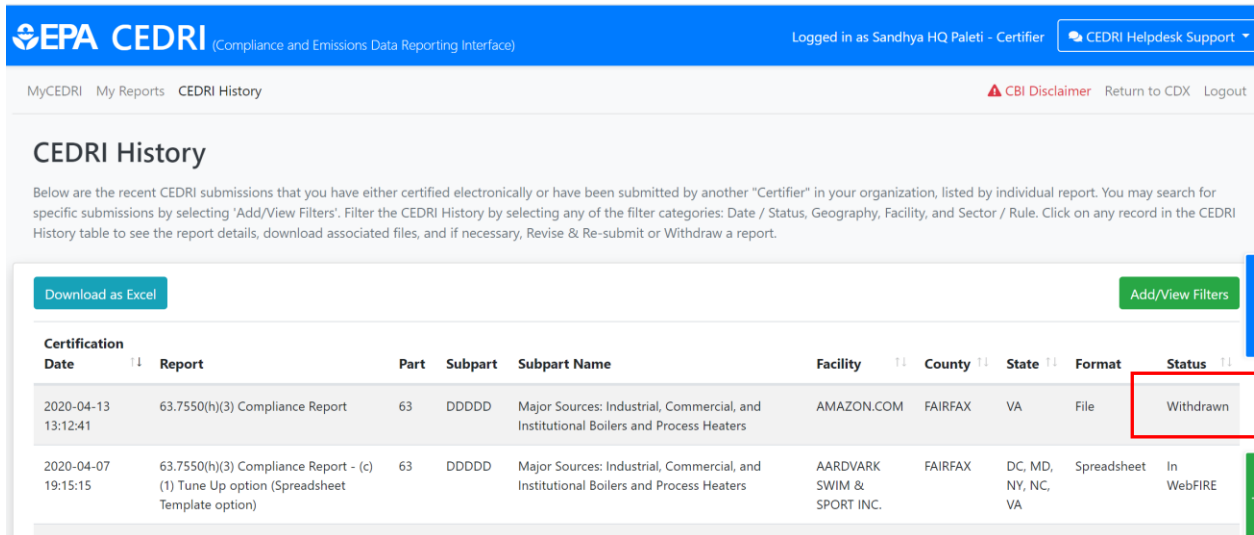 EPA CEDRI (Compliance and Emissions Data Reporting Interface) Logged in as Sandhya HQ Paleti - Certifier CEDRI Helpdesk Support
MyCEDRI My Reports CEDRI History CBI Disclaimer Return to CDX Logout
CEDRI History
Below are the recent CEDRI submissions that you have either certified electronically or have been submitted by another "Certifier" in your organization, listed by individual report. You may search for
specific submissions by selecting 'Add/View Filters'. Filter the CEDRI History by selecting any of the filter categories: Date / Status, Geography, Facility, and Sector / Rule. Click on any record in the CEDRI
History table to see the report details, download associated files, and if necessary, Revise & Re-submit or Withdraw a report.
Download as Excel Add/View Filters
Certification
Date Report Part Subpart Subpart Name Facility County State Format Status
2020-04-13 63.7550(h)(3) Compliance Report 63 DDDDD Major Sources: Industrial, Commercial, and AMAZON.COM FAIRFAX VA File Withdrawn
13:12:41 Institutional Boilers and Process Heaters
2020-04-07 63.7550(h)(3) Compliance Report - (c) 63 DDDDD Major Sources: Industrial, Commercial, and AARDVARK FAIRFAX DC, MD, Spreadsheet In
19:15:15 (1) Tune Up option (Spreadsheet Institutional Boilers and Process Heaters SWIM & NY, NC, WebFIRE
Template option) SPORT INC. VA